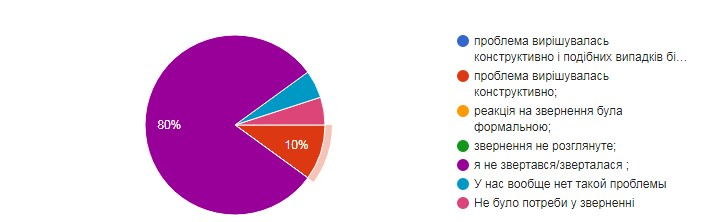 проблема вирішувалась
конструктивно і подібних випадків бі…
проблема вирішувалась
конструктивно;
реакція на звернення була
формальною;
звернення не розглянуте;
я не звертався/зверталася ;
У нас вообще нет такой проблемы
Не було потреби у зверненні
80%
10%